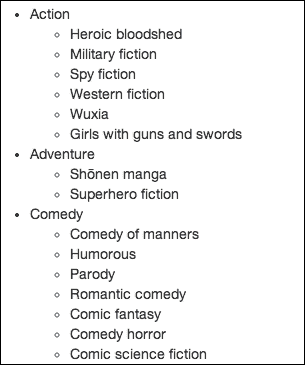 Action
Heroic bloodshed
Military fiction
Spy fiction
Western fiction
Wuxia
Girls with guns and swords
Adventure
Shōnen manga
Superhero fiction
Comedy
Comedy of manners
Humorous
Parody
Romantic comedy
Comic fantasy
Comedy horror
Comic science fiction